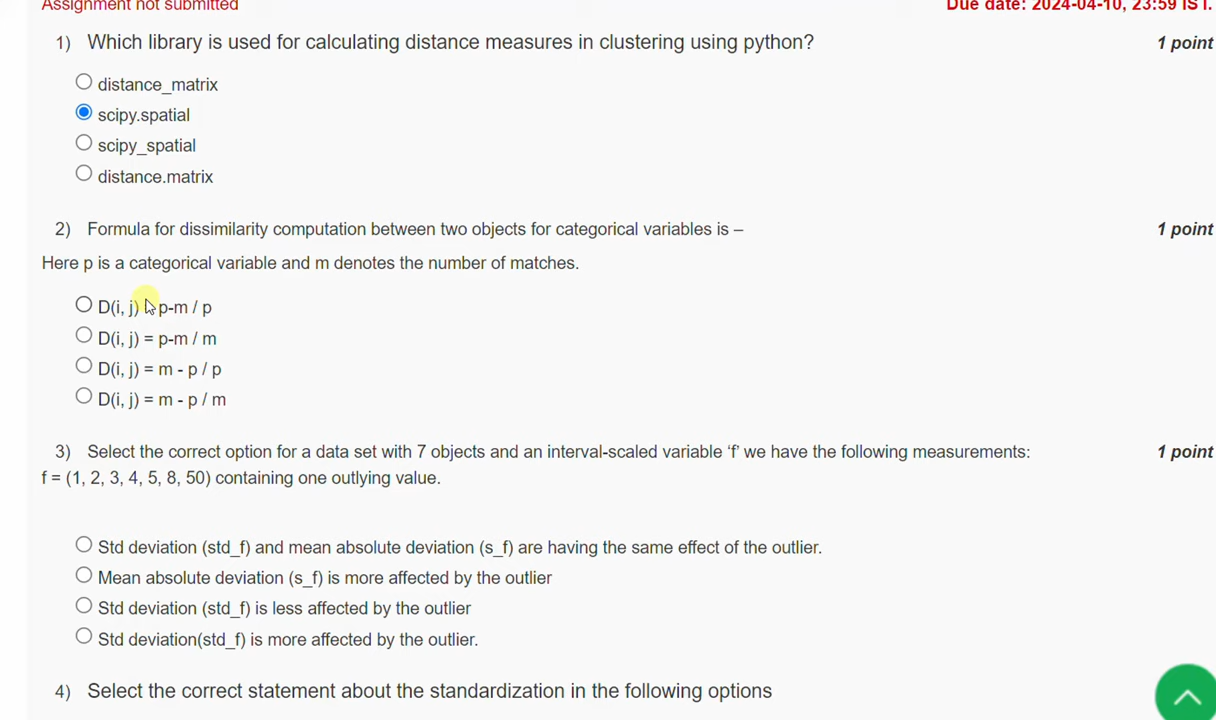 Assignment not submitted
Due date: 2024-04-10, 23:59 IST.
1) Which library is used for calculating distance measures in clustering using python?
1 point
distance_matrix
scipy.spatial
scipy_spatial
distance.matrix
2) Formula for dissimilarity computation between two objects for categorical variables is –
1 point
Here p is a categorical variable and m denotes the number of matches.
D(i, j) p-m / p
D(i, j) = p-m / m
D(i, j) = m - p / p
D(i, j) = m - p / m
3) Select the correct option for a data set with 7 objects and an interval-scaled variable ‘f’ we have the following measurements:
1 point
f = (1, 2, 3, 4, 5, 8, 50) containing one outlying value.
Std deviation (std_f) and mean absolute deviation (s_f) are having the same effect of the outlier.
Mean absolute deviation (s_f) is more affected by the outlier
Std deviation (std_f) is less affected by the outlier
Std deviation(std_f) is more affected by the outlier.
4) Select the correct statement about the standardization in the following options